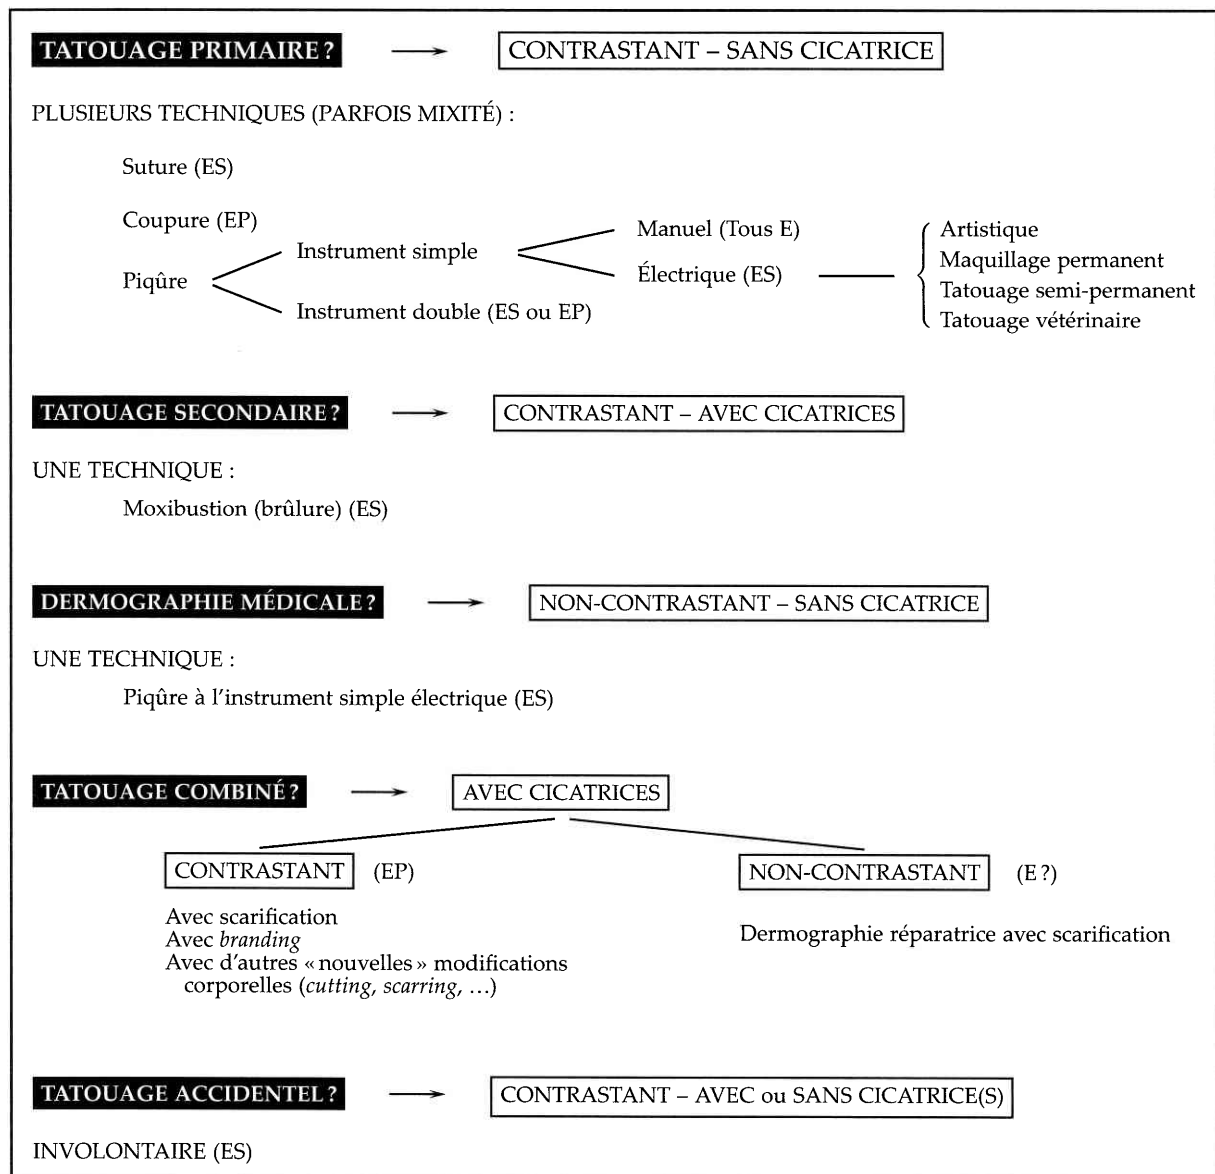 TATOUAGE PRIMAIRE ? → CONTRASTANT – SANS CICATRICE
PLUSIEURS TECHNIQUES (PARFOIS MIXITÉ) :
Suture (ES)
Coupure (EP)
Piqûre
Instrument simple
Instrument double (ES ou EP)
Manuel (Tous E)
Électrique (ES)
Artistique
Maquillage permanent
Tatouage semi-permanent
Tatouage vétérinaire
TATOUAGE SECONDAIRE ? → CONTRASTANT – AVEC CICATRICES
UNE TECHNIQUE :
Moxibustion (brûlure) (ES)
DERMOGRAPHIE MÉDICALE ? → NON-CONTRASTANT – SANS CICATRICE
UNE TECHNIQUE :
Piqûre à l'instrument simple électrique (ES)
TATOUAGE COMBINÉ ? → AVEC CICATRICES
CONTRASTANT (EP)
Avec scarification
Avec branding
Avec d'autres « nouvelles » modifications
corporelles (cutting, scarring, …)
NON-CONTRASTANT (E ?)
Dermographie réparatrice avec scarification
TATOUAGE ACCIDENTEL ? → CONTRASTANT – AVEC ou SANS CICATRICE(S)
INVOLONTAIRE (ES)